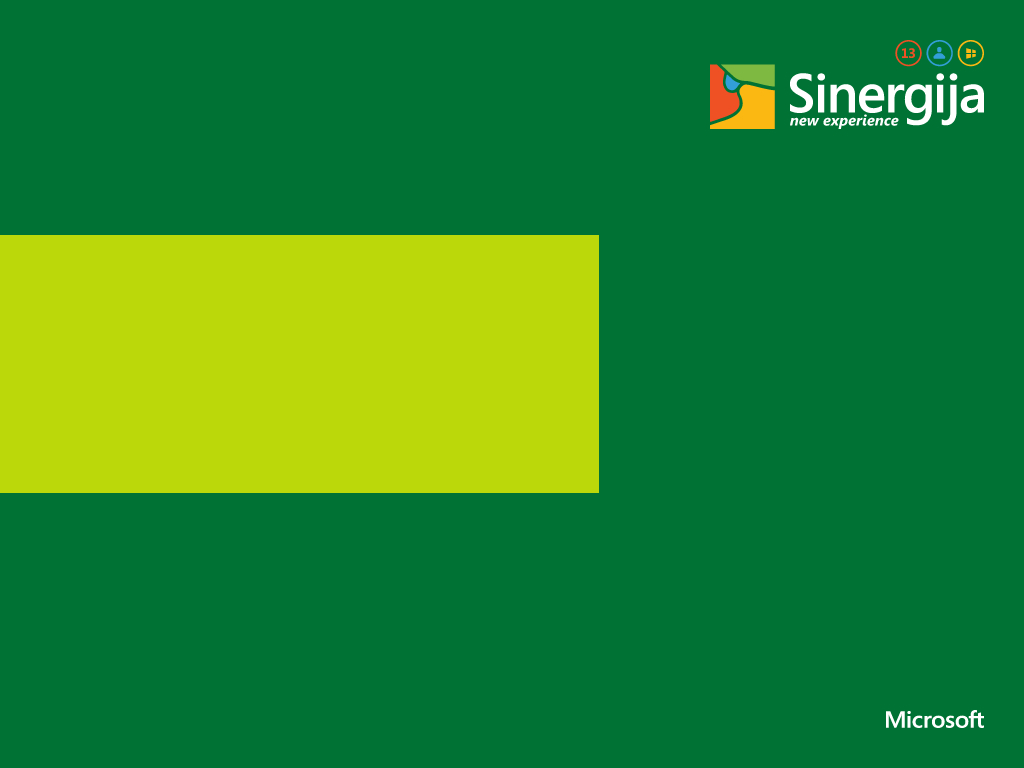 13
Sinergija
new experience
Microsoft